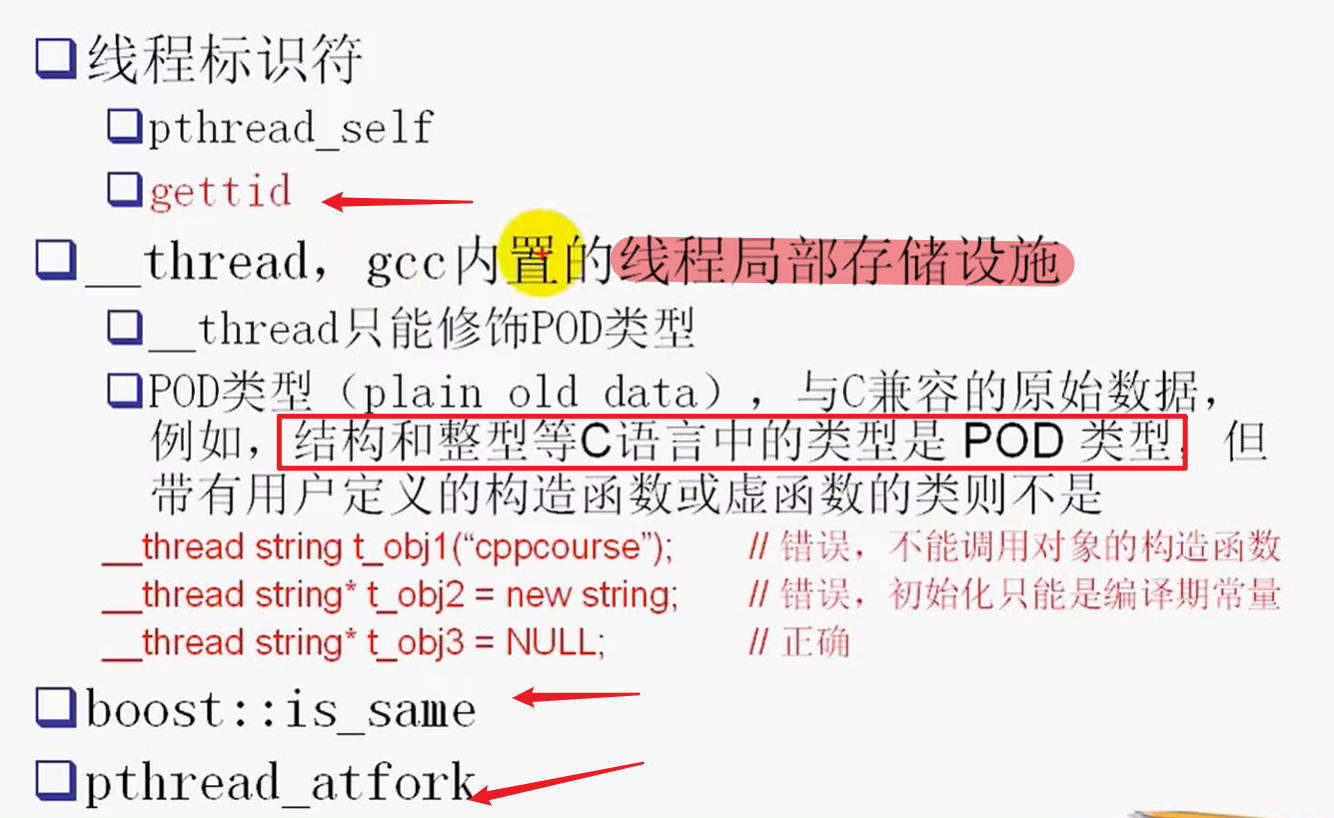 线程标识符
pthread_self
gettid
__thread，gcc内置的线程局部存储设施
__thread只能修饰POD类型
POD类型（plain old data），与C兼容的原始数据，
例如，结构和整型等C语言中的类型是 POD 类型，但
带有用户定义的构造函数或虚函数的类则不是
__thread string t_obj1(“cppcourse”); // 错误，不能调用对象的构造函数
__thread string* t_obj2 = new string; // 错误，初始化只能是编译期常量
__thread string* t_obj3 = NULL; // 正确
boost::is_same
pthread_atfork